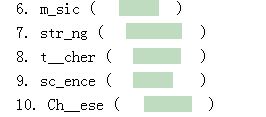 6. m_sic (        )
7. str_ng (        )
8. t__cher (        )
9. sc_ence (        )
10. Ch__ese (        )